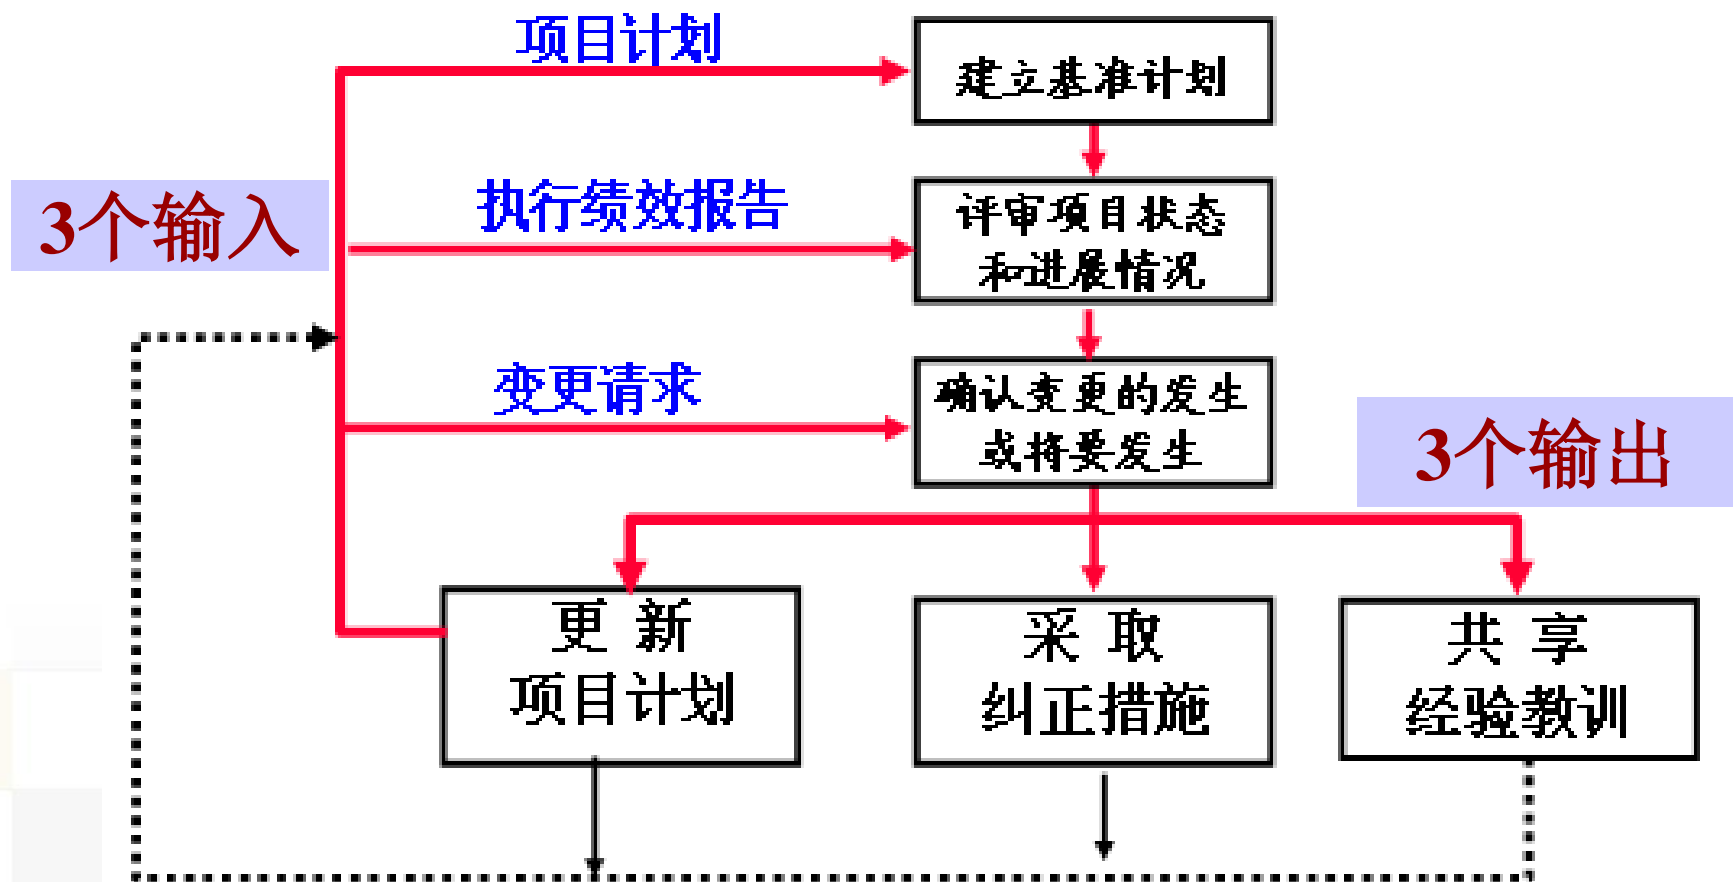 项目计划
建立基准计划
3个输入
执行绩效报告
评审项目状态
和进展情况
变更请求
确认变更的发生
或将要发生
3个输出
更 新
项目计划
采 取
纠正措施
共 享
经验教训